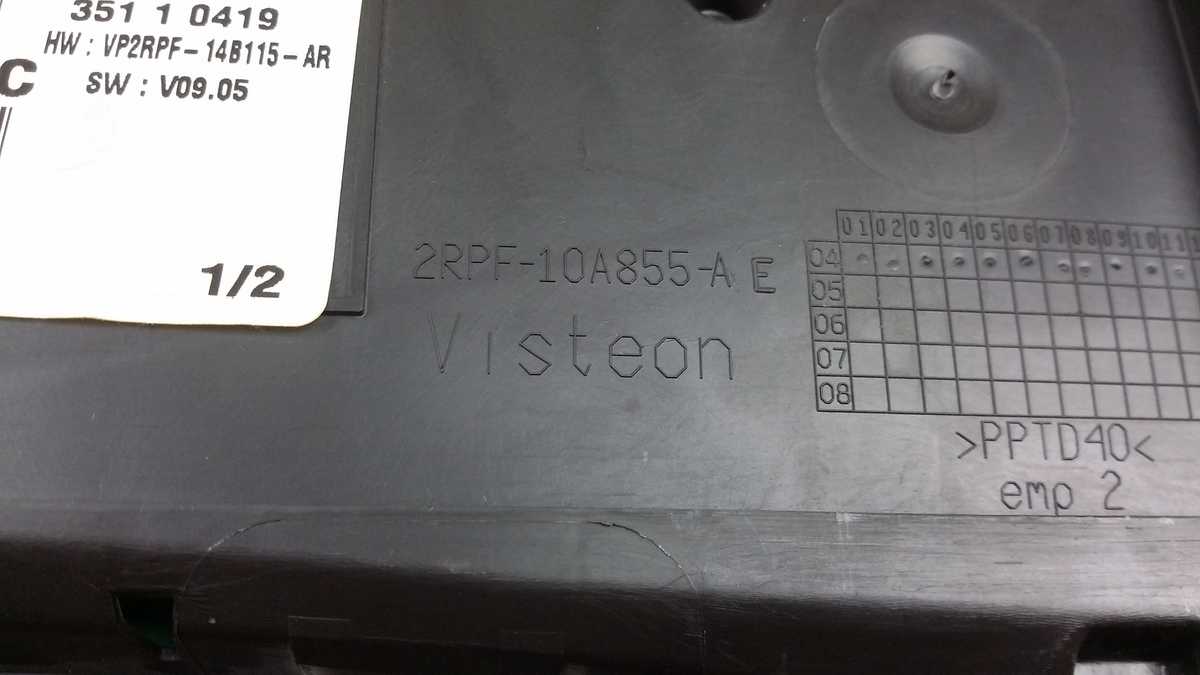 351 1 0419
HW : VP2RPF-14B115-AR
C
SW : V09.05
1/2
2RPF-10A855-A E
Visteon
01 02 03 04 05 06 07 08 09 10 11
04
05
06
07
08
>PPTD40<
emp 2